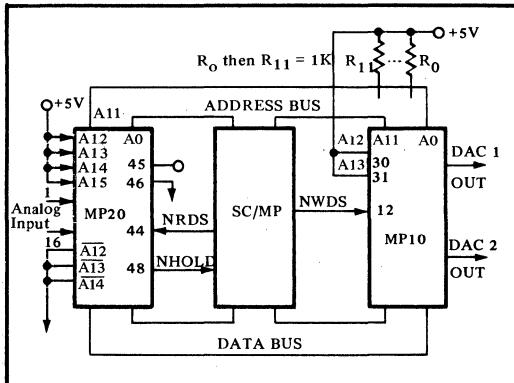 +5V
R₀ then R₁₁ = 1K
R₁₁
R₀
A11
ADDRESS BUS
+5V
A12
A13
A14
A15
A0
45
46
1
Analog
Input
16
MP20
44
48
A̅1̅2̅
A̅1̅3̅
A̅1̅4̅
NRDS
NHOLD
SC/MP
NWDS
A12
A13
A11
A0
30
31
12
MP10
DAC 1
OUT
DAC 2
OUT
DATA BUS